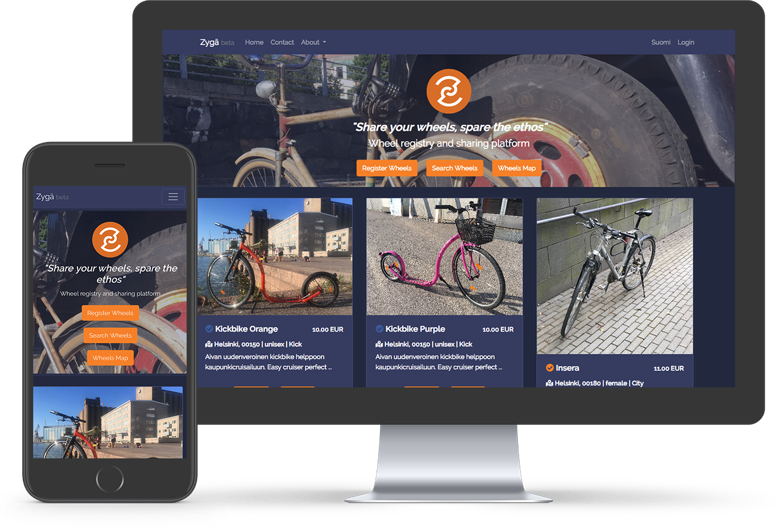 Zygä beta Home Contact About Suomi Login
"Share your wheels, spare the ethos"
Wheel registry and sharing platform
Register Wheels Search Wheels Wheels Map
Kickbike Orange 10.00 EUR
Helsinki, 00150 | unisex | Kick
Aivan uudenveroinen kickbike helppoon
kaupunkicruisailuun. Easy cruiser perfect ...
Kickbike Purple 10.00 EUR
Helsinki, 00150 | unisex | Kick
Aivan uudenveroinen kickbike helppoon
kaupunkicruisailuun. Easy cruiser perfect ...
Insera 11.00 EUR
Helsinki, 00180 | female | City
Zygä beta
"Share your wheels, spare the
ethos"
Wheel registry and sharing platform
Register Wheels
Search Wheels
Wheels Map